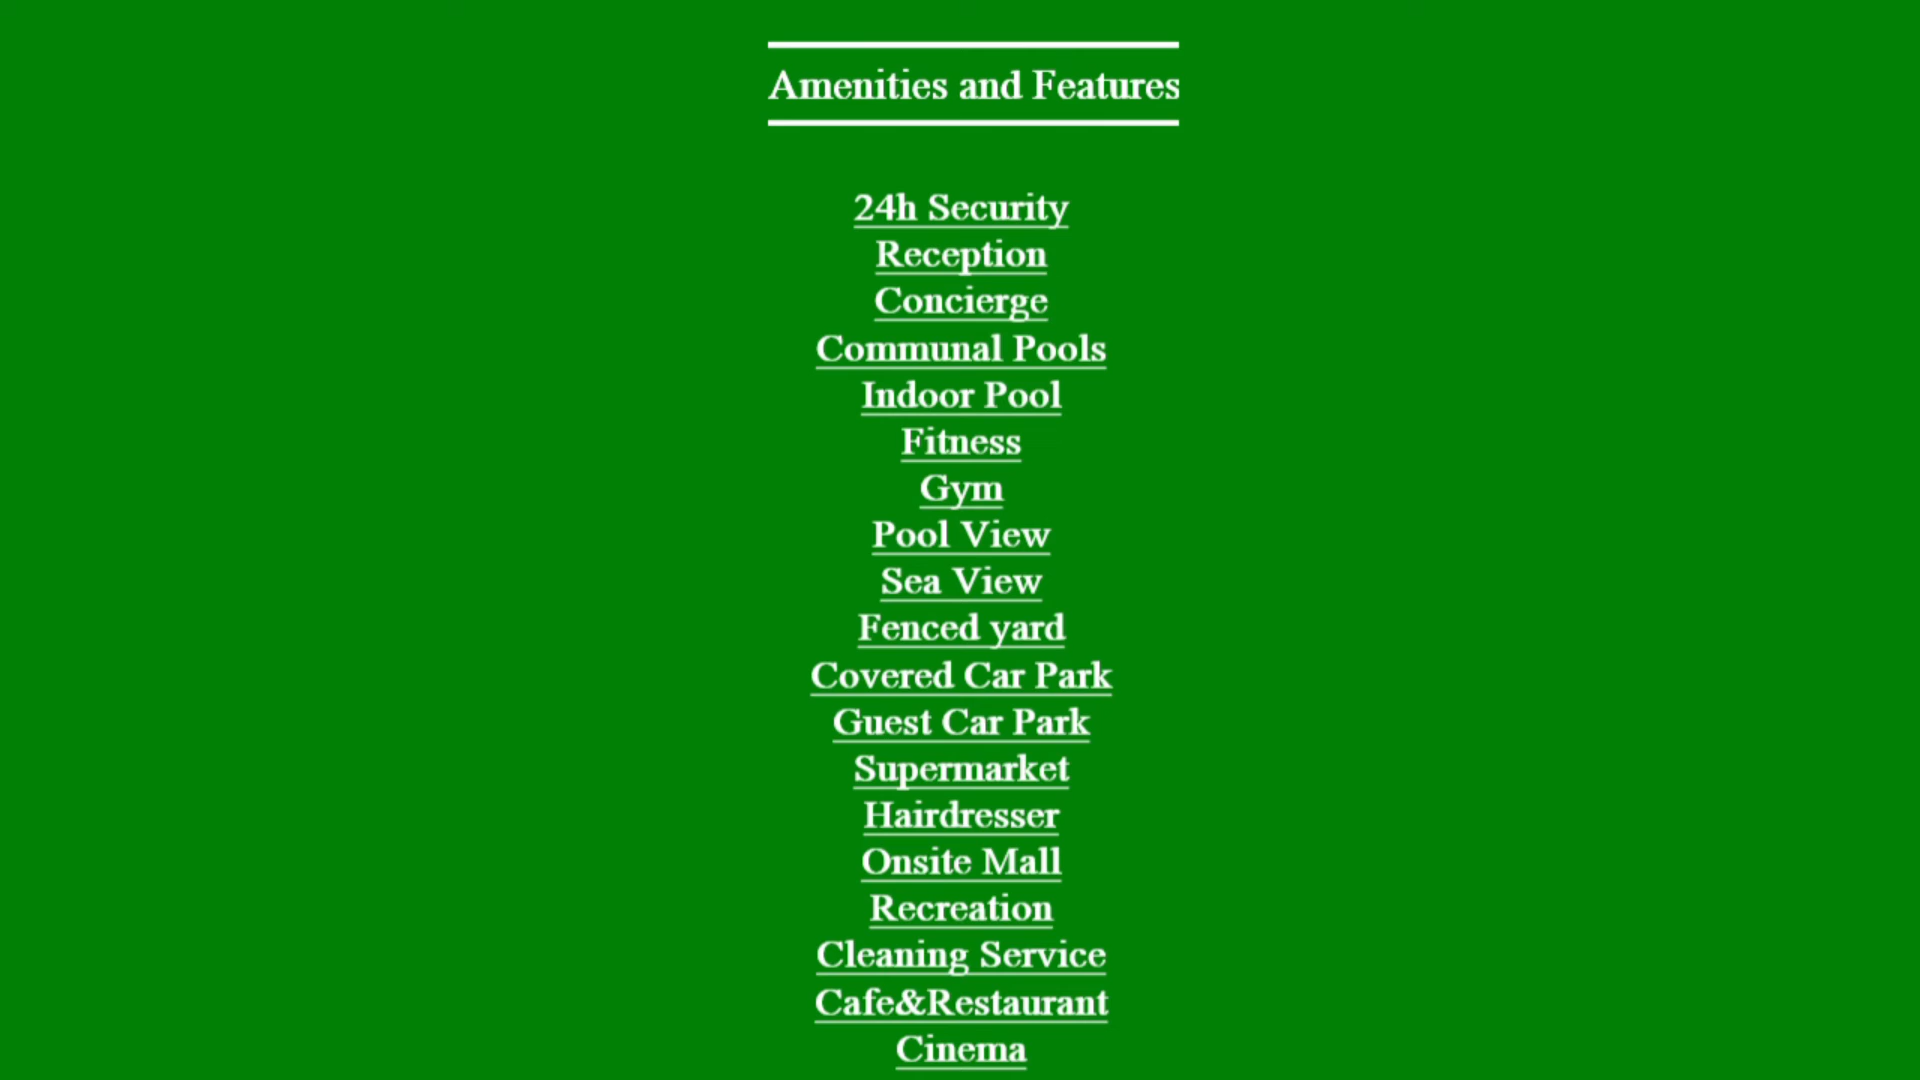 Amenities and Features
24h Security
Reception
Concierge
Communal Pools
Indoor Pool
Fitness
Gym
Pool View
Sea View
Fenced yard
Covered Car Park
Guest Car Park
Supermarket
Hairdresser
Onsite Mall
Recreation
Cleaning Service
Cafe&Restaurant
Cinema